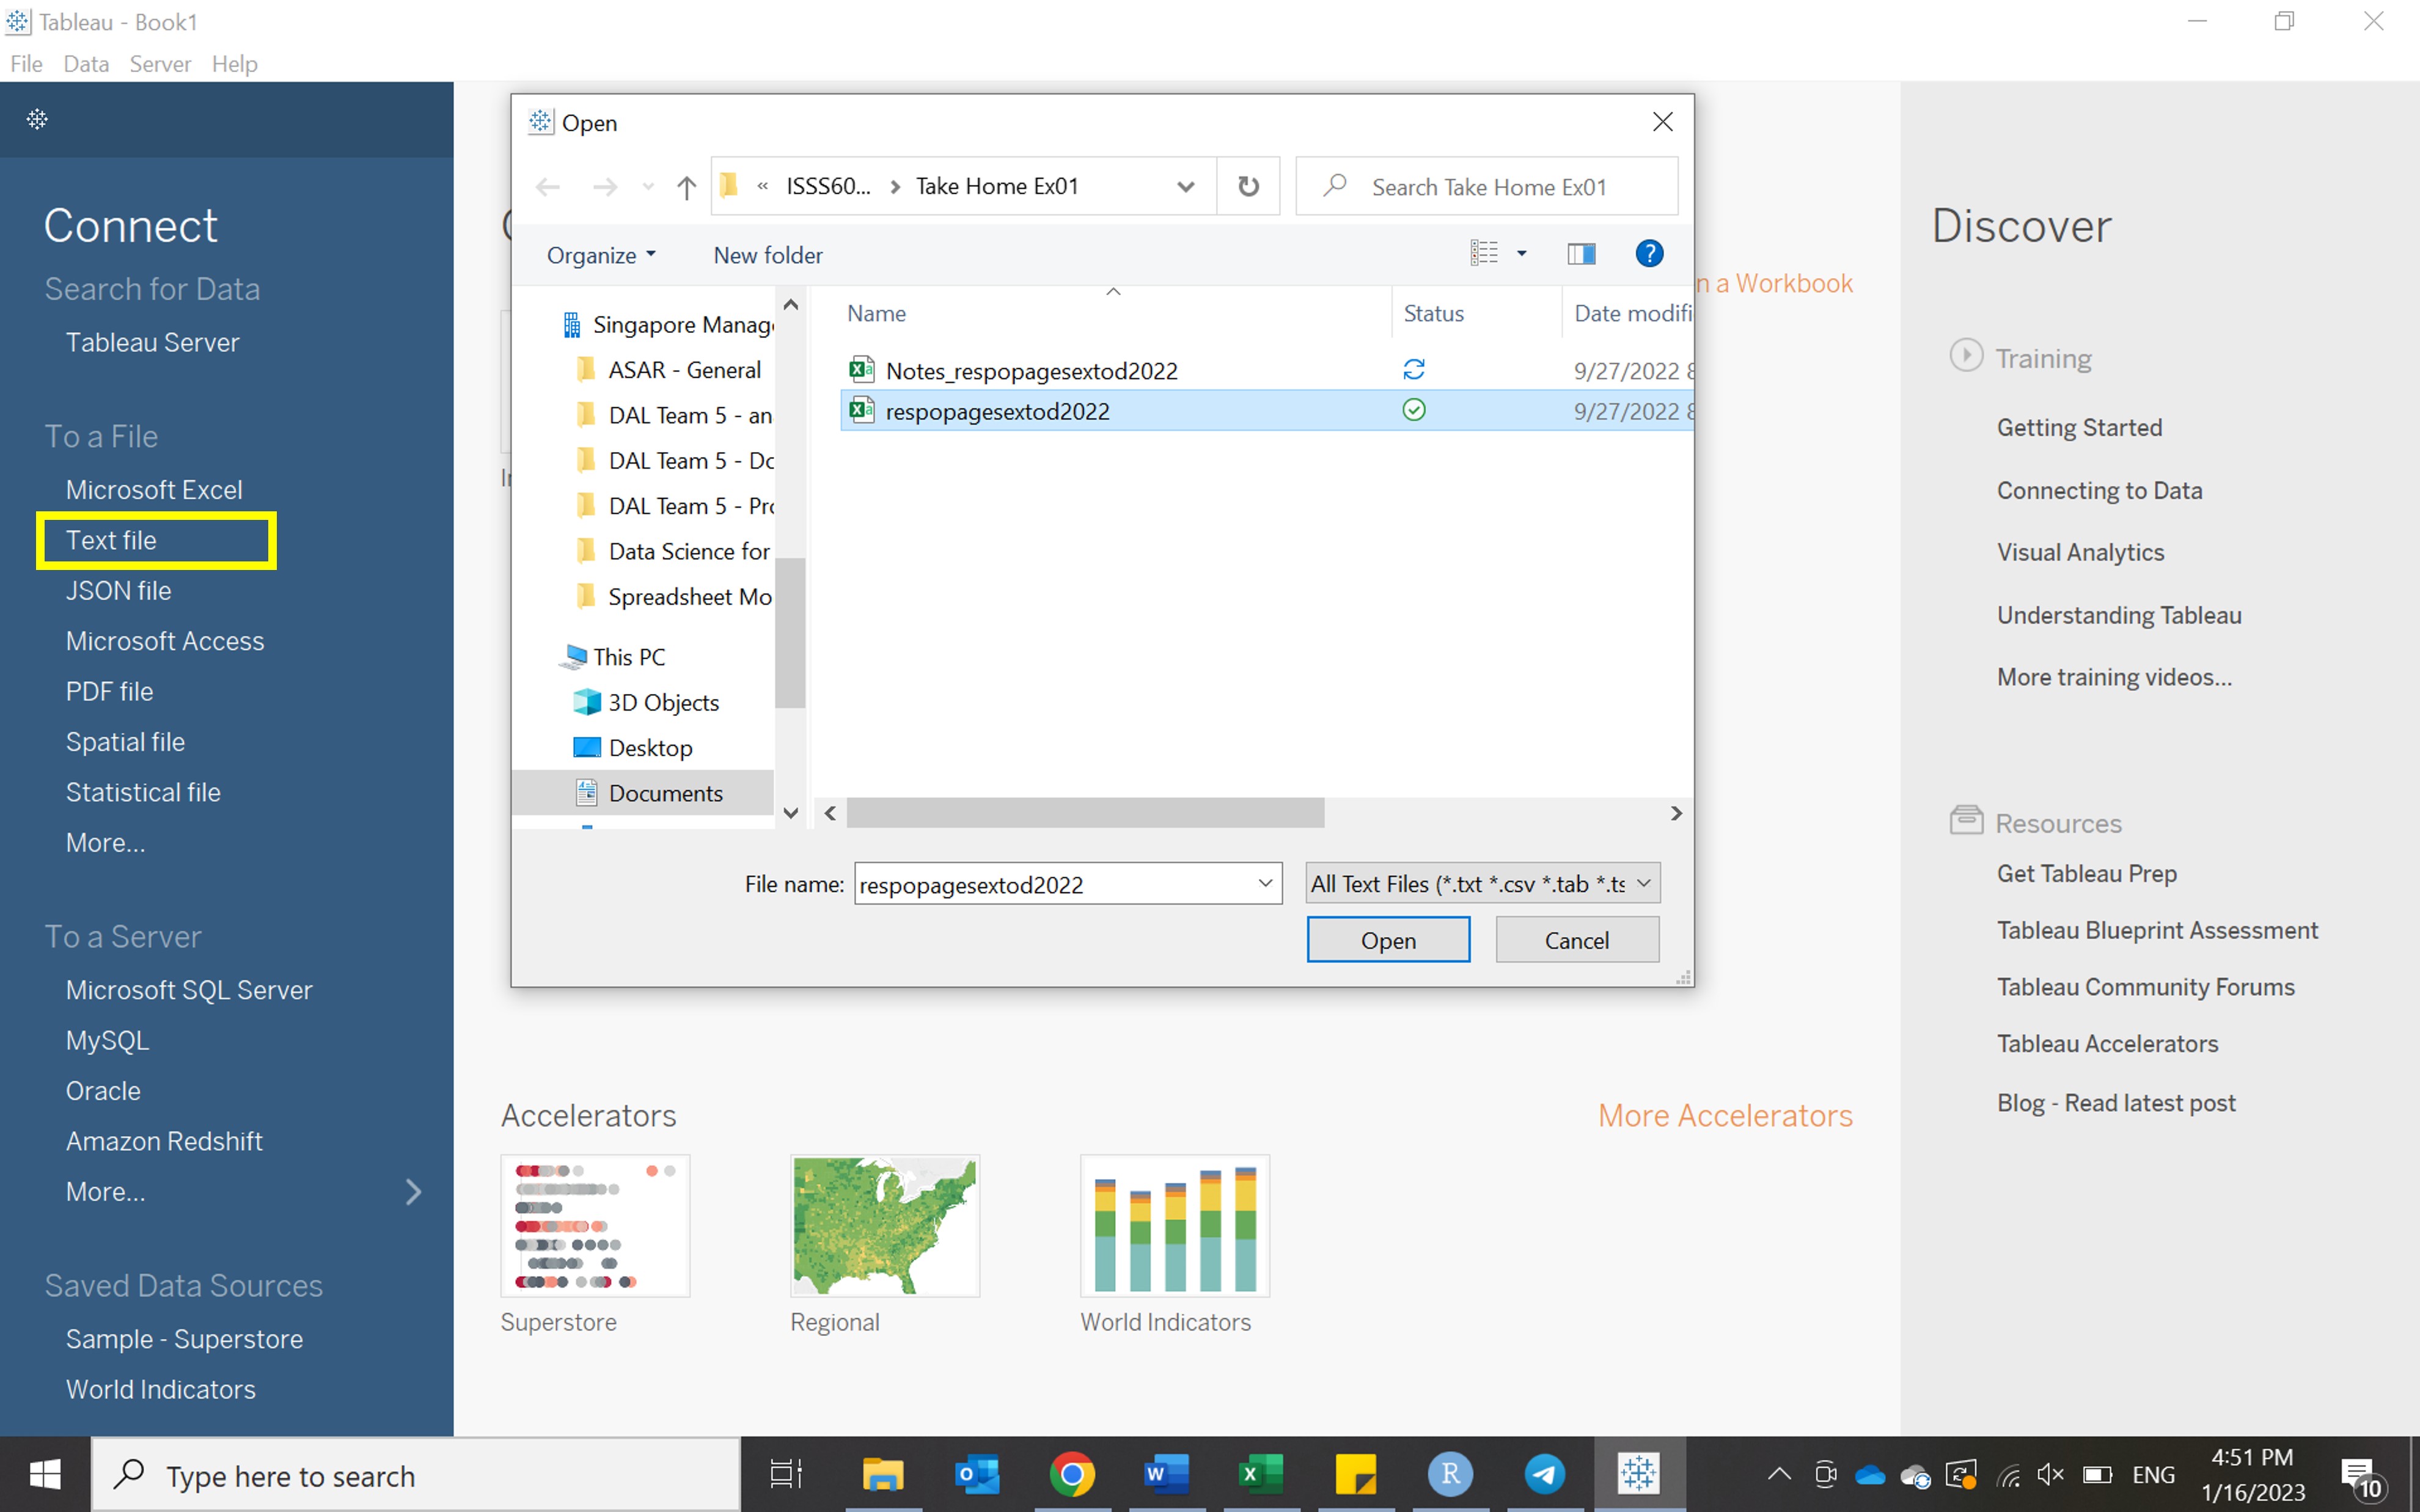 Tableau - Book1
File Data Server Help
Connect
Search for Data
Tableau Server
To a File
Microsoft Excel
Text file
JSON file
Microsoft Access
PDF file
Spatial file
Statistical file
More...
To a Server
Microsoft SQL Server
MySQL
Oracle
Amazon Redshift
More...
Saved Data Sources
Sample - Superstore
World Indicators
Open
« ISSS60... > Take Home Ex01
Search Take Home Ex01
Organize
New folder
?
Singapore Manag
ASAR - General
DAL Team 5 - an
DAL Team 5 - Do
DAL Team 5 - Pro
Data Science for
Spreadsheet Mo
This PC
3D Objects
Desktop
Documents
Name Status Date modifi
Notes_respopagesextod2022 9/27/2022 8
respopagesextod2022 9/27/2022 8
File name: respopagesextod2022
All Text Files (*.txt *.csv *.tab *.ts
Open Cancel
n a Workbook
Accelerators
More Accelerators
Superstore
Regional
World Indicators
Discover
Training
Getting Started
Connecting to Data
Visual Analytics
Understanding Tableau
More training videos...
Resources
Get Tableau Prep
Tableau Blueprint Assessment
Tableau Community Forums
Tableau Accelerators
Blog - Read latest post
Type here to search
ENG
4:51 PM
1/16/2023
10